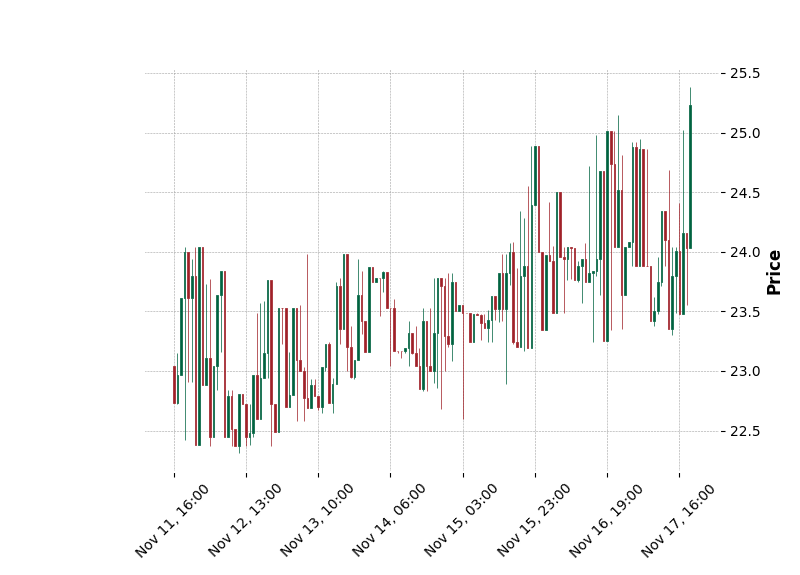 25.5
25.0
24.5
24.0
23.5
23.0
22.5
Price
Nov 11, 16:00
Nov 12, 13:00
Nov 13, 10:00
Nov 14, 06:00
Nov 15, 03:00
Nov 15, 23:00
Nov 16, 19:00
Nov 17, 16:00